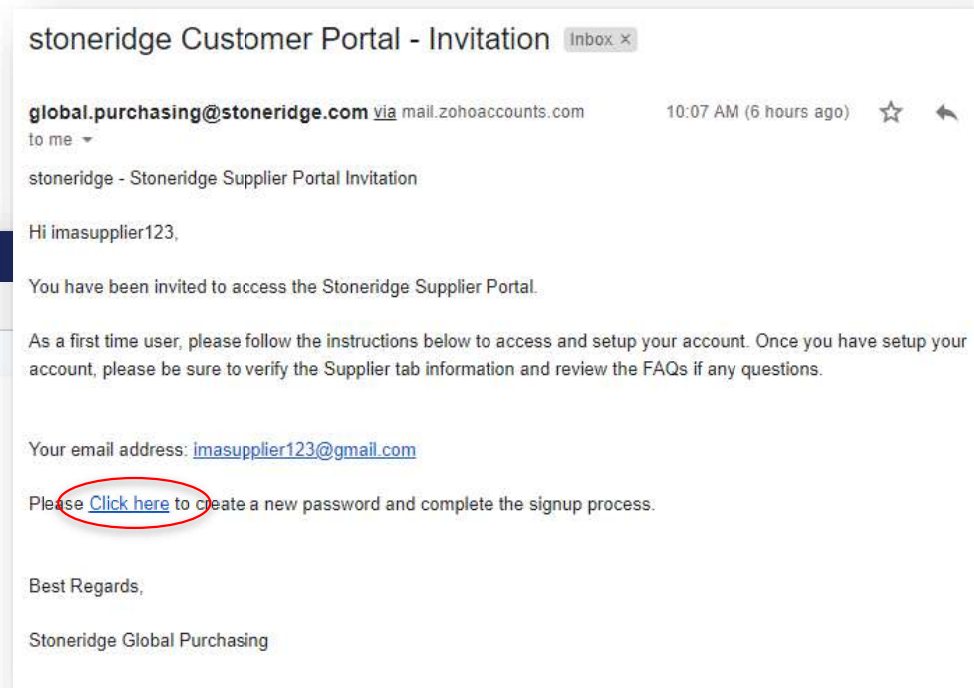 stoneridge Customer Portal - Invitation Inbox ×
global.purchasing@stoneridge.com via mail.zohoaccounts.com 10:07 AM (6 hours ago)
to me
stoneridge - Stoneridge Supplier Portal Invitation
Hi imasupplier123,
You have been invited to access the Stoneridge Supplier Portal.
As a first time user, please follow the instructions below to access and setup your account. Once you have setup your
account, please be sure to verify the Supplier tab information and review the FAQs if any questions.
Your email address: imasupplier123@gmail.com
Please Click here to create a new password and complete the signup process.
Best Regards,
Stoneridge Global Purchasing